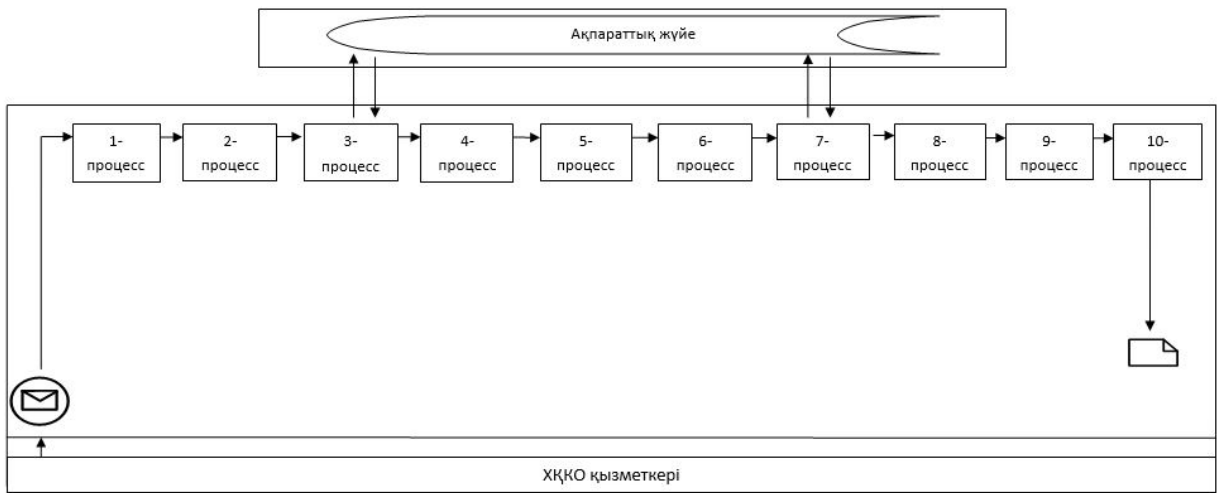 Ақпараттық жүйе
1-
процесс
2-
процесс
3-
процесс
4-
процесс
5-
процесс
6-
процесс
7-
процесс
8-
процесс
9-
процесс
10-
процесс
ХҚКО қызметкері